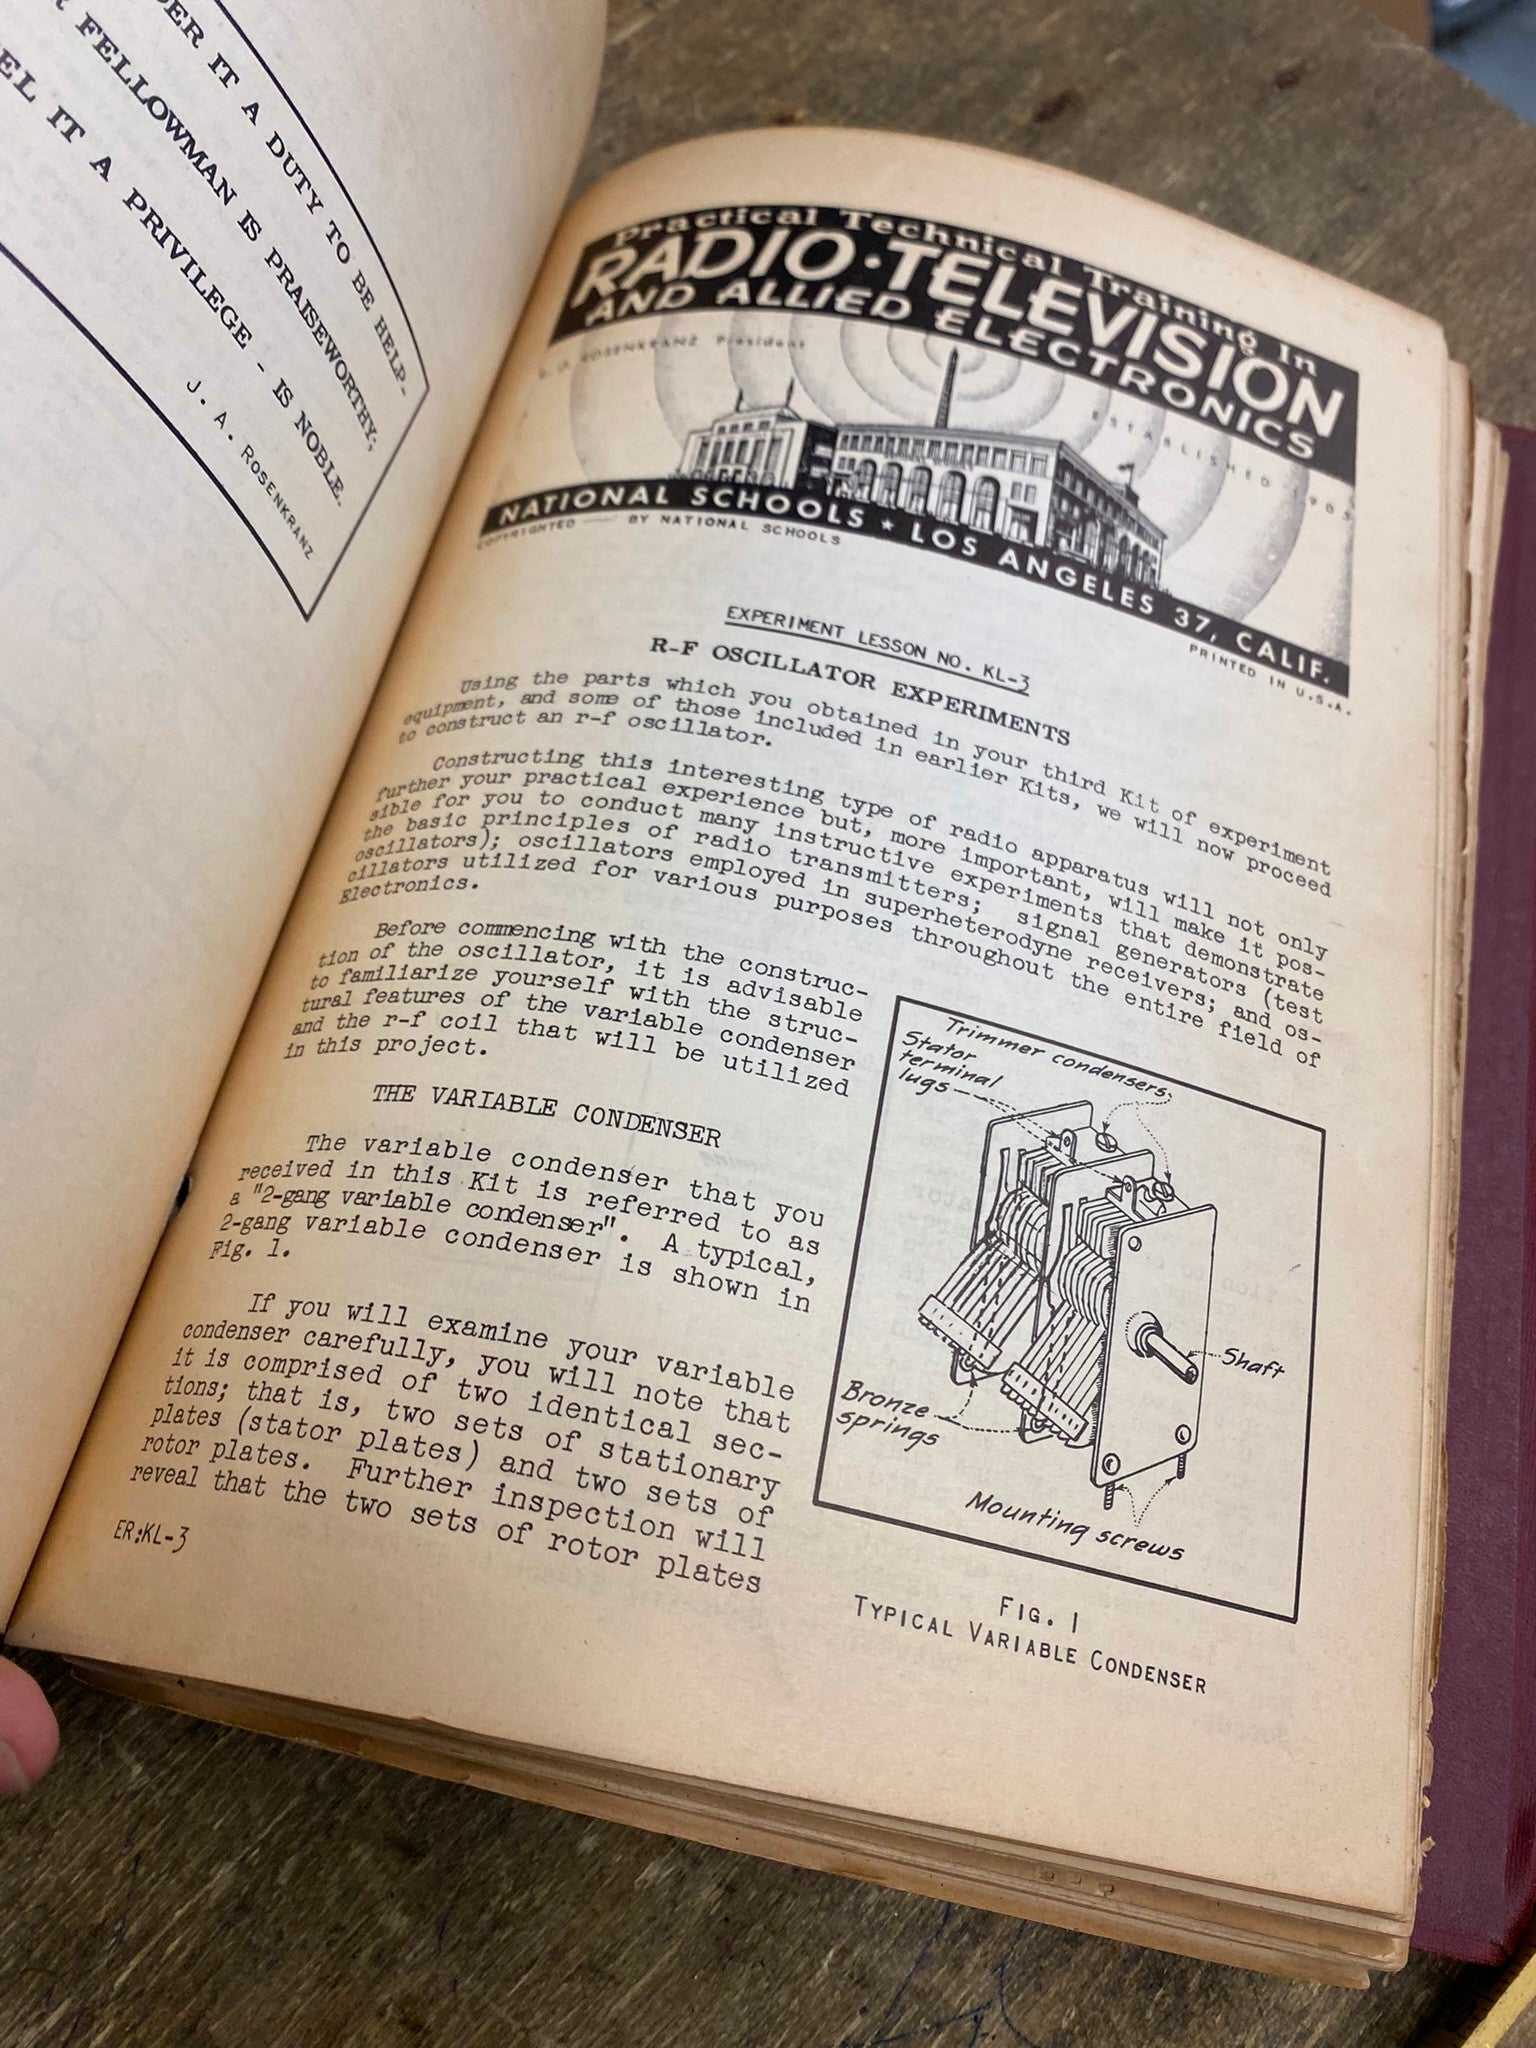 DER IT A DUTY TO BE HELP-
FELLOWMAN IS PRAISEWORTHY;
EL IT A PRIVILEGE - IS NOBLE.
J. A. ROSENKRANZ
Practical Technical Training In
RADIO·TELEVISION
AND ALLIED ELECTRONICS
ROSENKRANZ President
ESTABLISHED 1905
NATIONAL SCHOOLS ★ LOS ANGELES 37, CALIF.
COPYRIGHTED — BY NATIONAL SCHOOLS
PRINTED IN U.S.A.
EXPERIMENT LESSON NO. KL-3
R-F OSCILLATOR EXPERIMENTS
Using the parts which you obtained in your third Kit of experiment
equipment, and some of those included in earlier Kits, we will now proceed
to construct an r-f oscillator.
Constructing this interesting type of radio apparatus will not only
further your practical experience but, more important, will make it pos-
sible for you to conduct many instructive experiments that demonstrate
the basic principles of radio transmitters; signal generators (test
oscillators); oscillators employed in superheterodyne receivers; and os-
cillators utilized for various purposes throughout the entire field of
Electronics.
Before commencing with the construc-
tion of the oscillator, it is advisable
to familiarize yourself with the struc-
tural features of the variable condenser
and the r-f coil that will be utilized
in this project.
THE VARIABLE CONDENSER
The variable condenser that you
received in this Kit is referred to as
a "2-gang variable condenser". A typical,
2-gang variable condenser is shown in
Fig. 1.
If you will examine your variable
condenser carefully, you will note that
it is comprised of two identical sec-
tions; that is, two sets of stationary
plates (stator plates) and two sets of
rotor plates. Further inspection will
reveal that the two sets of rotor plates
ER:KL-3
Trimmer condensers
Stator
terminal
lugs
Shaft
Bronze
springs
Mounting screws
FIG. 1
TYPICAL VARIABLE CONDENSER